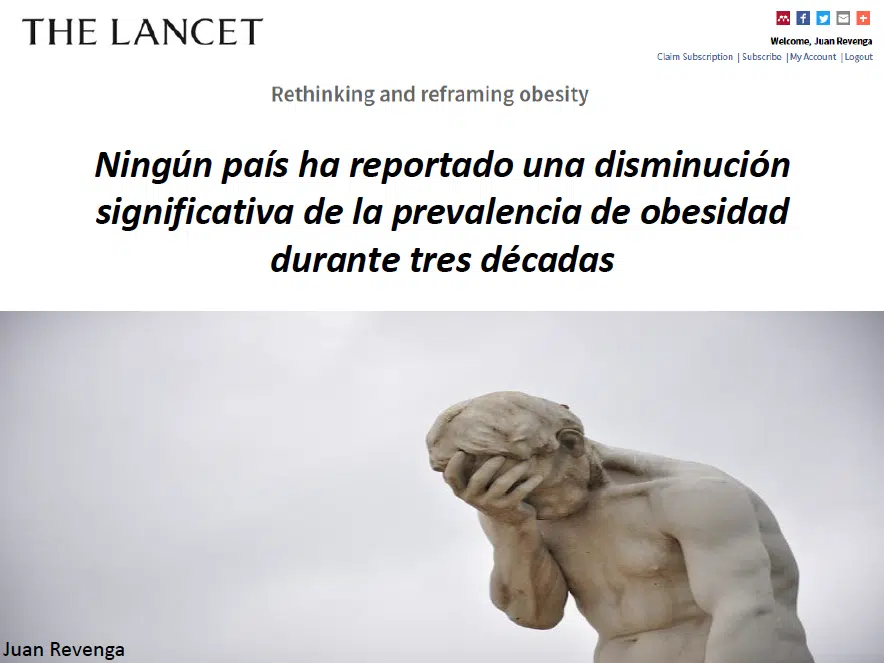 THE LANCET
Welcome, Juan Revenga
Claim Subscription | Subscribe | My Account | Logout
Rethinking and reframing obesity
Ningún país ha reportado una disminución
significativa de la prevalencia de obesidad
durante tres décadas
Juan Revenga